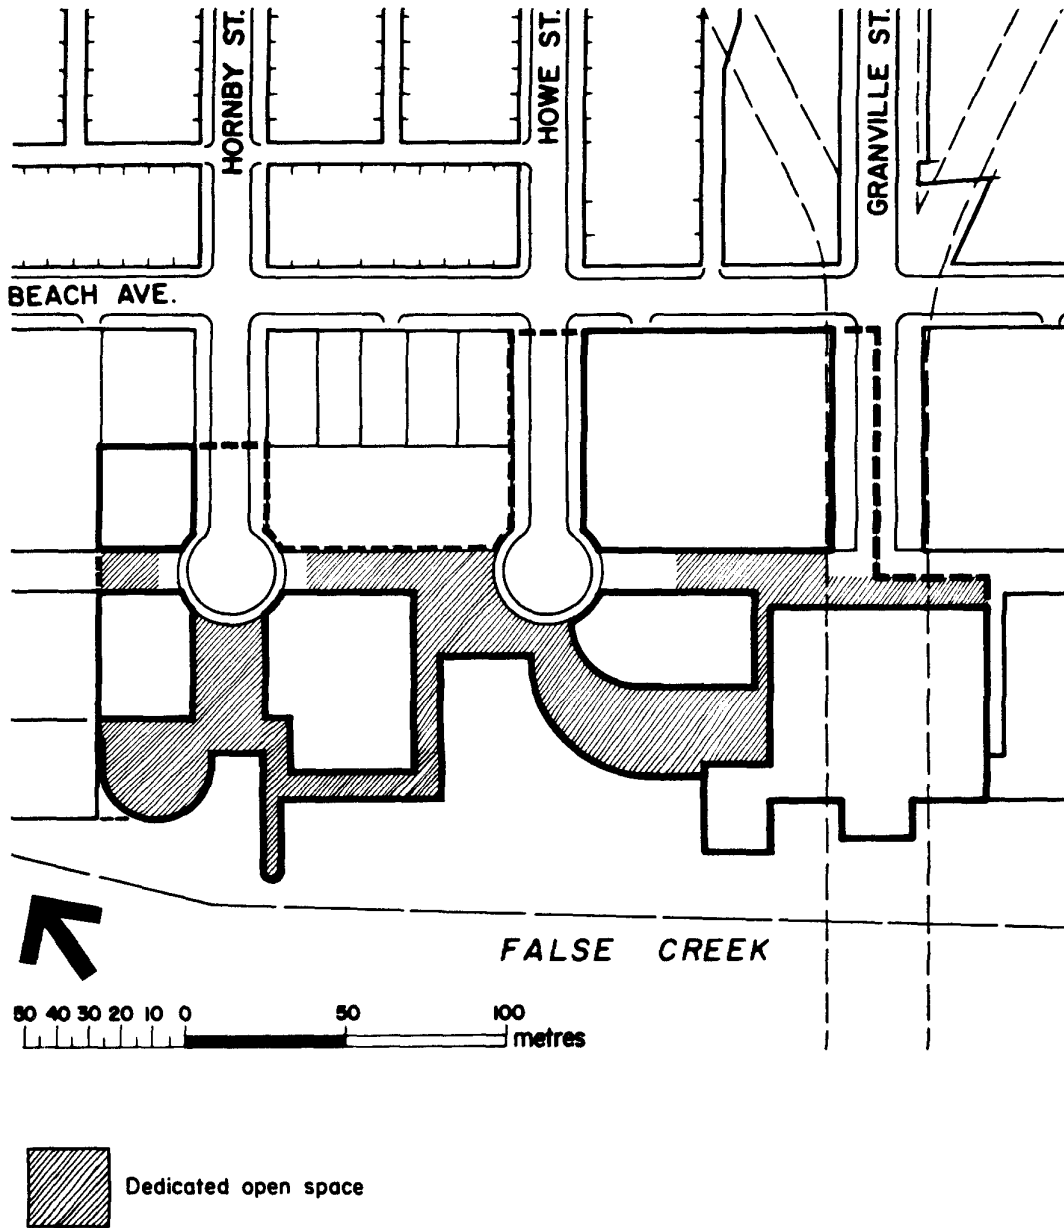 HORNBY ST.
HOWE ST.
GRANVILLE ST.
BEACH AVE.
FALSE CREEK
50 40 30 20 10 0 50 100
metres
Dedicated open space